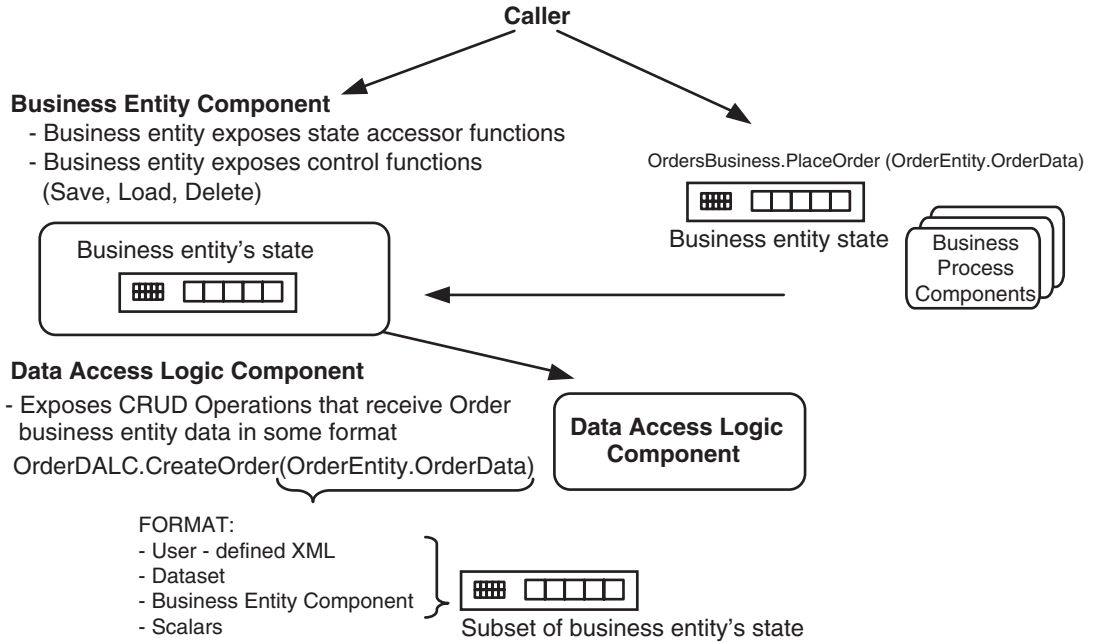 Caller
Business Entity Component
- Business entity exposes state accessor functions
- Business entity exposes control functions
(Save, Load, Delete)
OrdersBusiness.PlaceOrder (OrderEntity.OrderData)
Business entity state
Business
Process
Components
Business entity's state
Data Access Logic Component
- Exposes CRUD Operations that receive Order
business entity data in some format
OrderDALC.CreateOrder(OrderEntity.OrderData)
Data Access Logic
Component
FORMAT:
- User - defined XML
- Dataset
- Business Entity Component
- Scalars
Subset of business entity's state